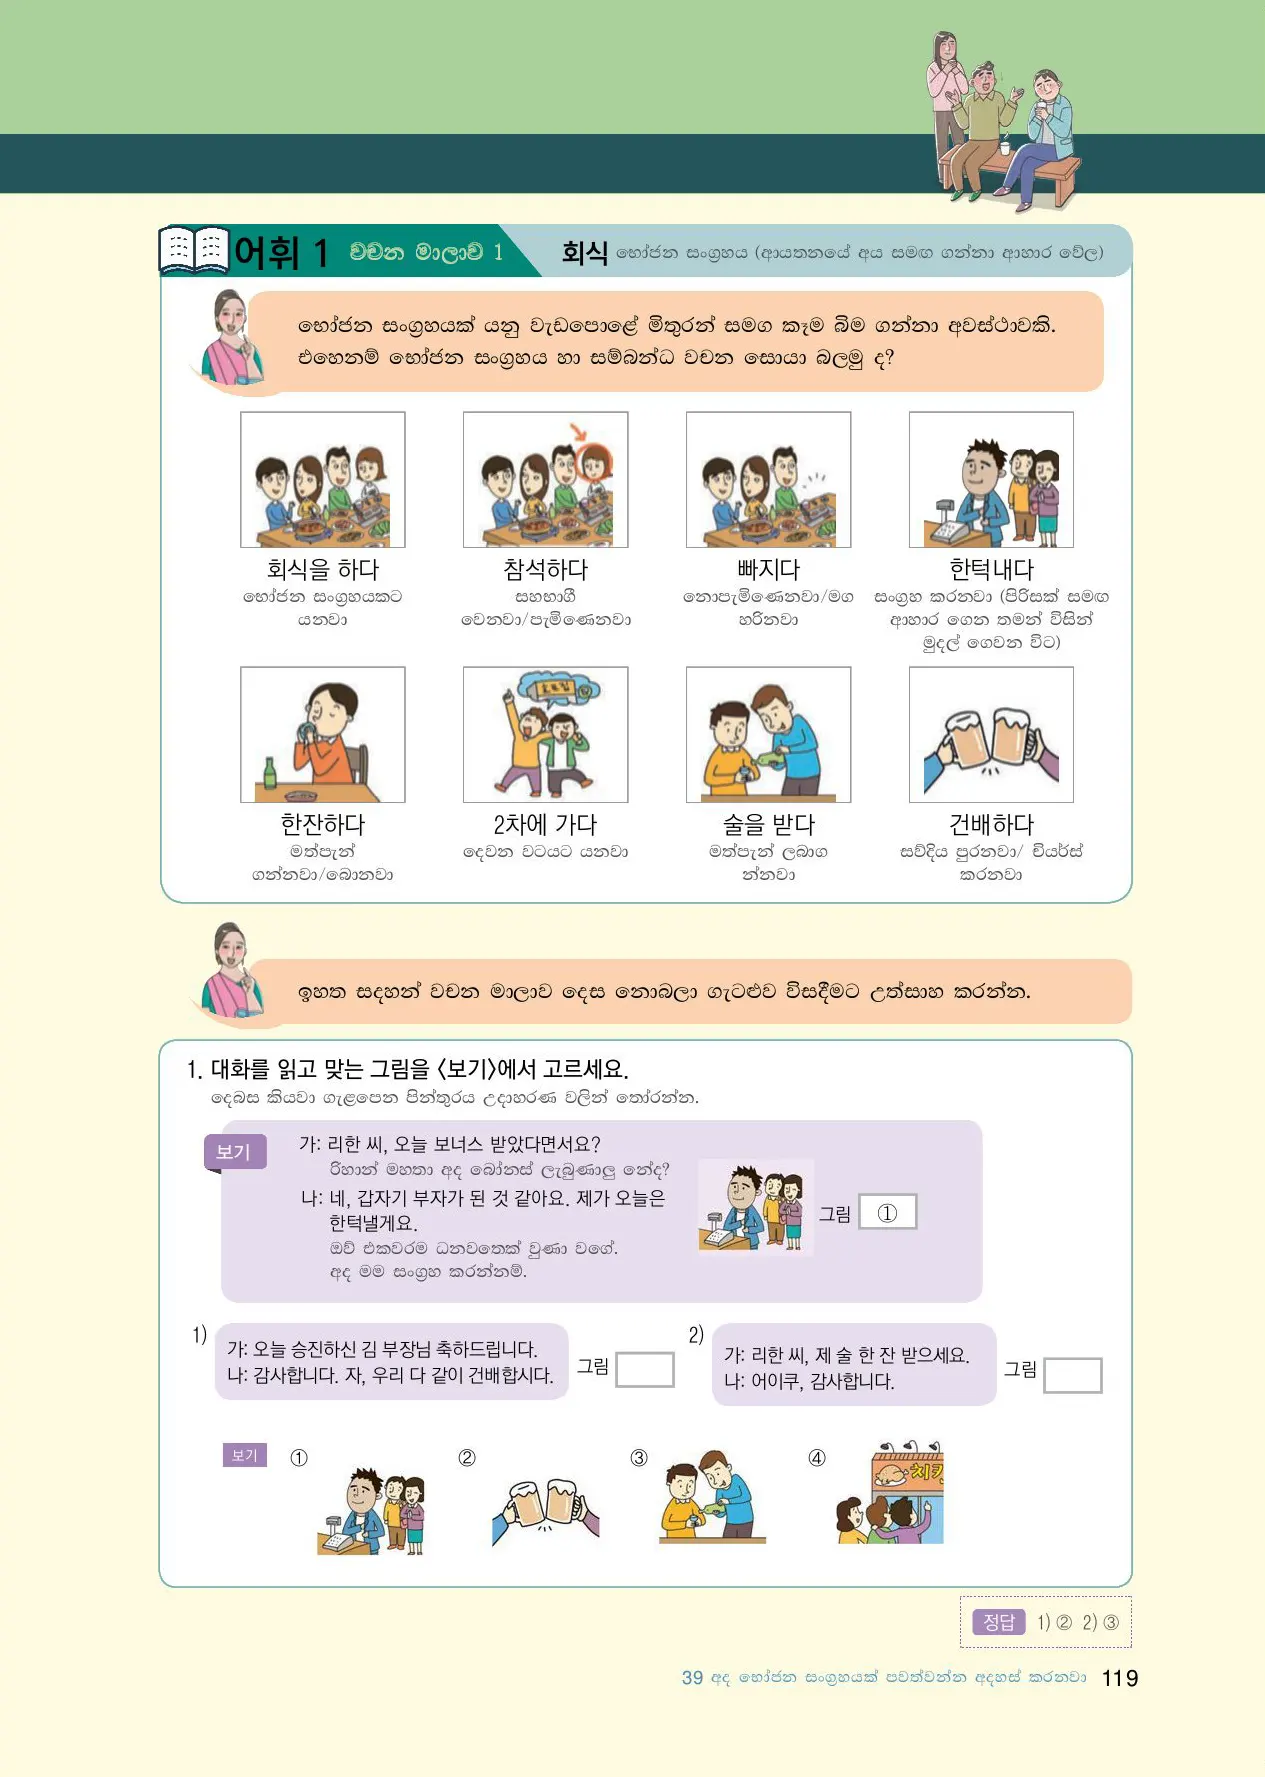 어휘 1 වචන මාලාව 1 회식 භෝජන සංග්‍රහය (ආයතනයේ අය සමඟ ගන්නා ආහාර වේල)
භෝජන සංග්‍රහයක් යනු වැඩපොළේ මිතුරන් සමග කෑම බීම ගන්නා අවස්ථාවකි.
එහෙනම් භෝජන සංග්‍රහය හා සම්බන්ධ වචන සොයා බලමු ද?
회식을 하다
භෝජන සංග්‍රහයකට
යනවා
참석하다
සහභාගී
වෙනවා/පැමිණෙනවා
빠지다
නොපැමිණෙනවා/මග
හරිනවා
한턱내다
සංග්‍රහ කරනවා (පිරිසක් සමඟ
ආහාර ගෙන තමන් විසින්
මුදල් ගෙවන විට)
한잔하다
මත්පැන්
ගන්නවා/බොනවා
2차에 가다
දෙවන වටයට යනවා
술을 받다
මත්පැන් ලබාග
න්නවා
건배하다
සව්දිය පුරනවා/ චියර්ස්
කරනවා
ඉහත සදහන් වචන මාලාව දෙස නොබලා ගැටළුව විසදීමට උත්සාහ කරන්න.
1. 대화를 읽고 맞는 그림을 〈보기〉에서 고르세요.
දෙබස කියවා ගැළපෙන පින්තුරය උදාහරණ වලින් තෝරන්න.
보기
가: 리한 씨, 오늘 보너스 받았다면서요?
රිහාන් මහතා අද බෝනස් ලැබුණාලු නේද?
나: 네, 갑자기 부자가 된 것 같아요. 제가 오늘은
한턱낼게요.
ඔව් එකවරම ධනවතෙක් වුණා වගේ.
අද මම සංග්‍රහ කරන්නම්.
그림 ①
1)
가: 오늘 승진하신 김 부장님 축하드립니다.
나: 감사합니다. 자, 우리 다 같이 건배합시다.
그림
2)
가: 리한 씨, 제 술 한 잔 받으세요.
나: 어이쿠, 감사합니다.
그림
보기 ① ② ③ ④
치킨
정답 1) ② 2) ③
39 අද භෝජන සංග්‍රහයක් පවත්වන්න අදහස් කරනවා 119